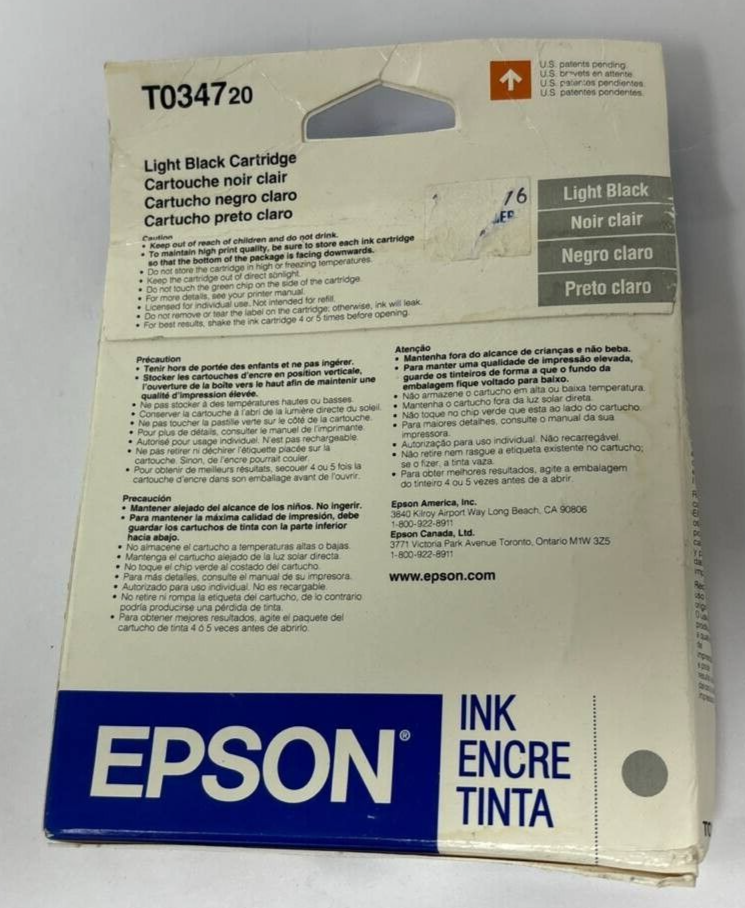 T034720
U.S. patents pending.
U.S. brevets en attente.
U.S. patentes pendientes.
U.S. patentes pendentes.
Light Black Cartridge
Cartouche noir clair
Cartucho negro claro
Cartucho preto claro
76
Light Black
Noir clair
Negro claro
Preto claro
Caution
• Keep out of reach of children and do not drink.
• To maintain high print quality, be sure to store each ink cartridge
so that the bottom of the package is facing downwards.
• Do not store the cartridge in high or freezing temperatures.
• Keep the cartridge out of direct sunlight.
• Do not touch the green chip on the side of the cartridge.
• For more details, see your printer manual.
• Licensed for individual use. Not intended for refill.
• Do not remove or tear the label on the cartridge; otherwise, ink will leak.
• For best results, shake the ink cartridge 4 or 5 times before opening.
Précaution
• Tenir hors de portée des enfants et ne pas ingérer.
• Stocker les cartouches d'encre en position verticale,
l'ouverture de la boîte vers le haut afin de maintenir une
qualité d'impression élevée.
• Ne pas stocker à des températures hautes ou basses.
• Conserver la cartouche à l'abri de la lumière directe du soleil.
• Ne pas toucher la pastille verte sur le côté de la cartouche.
• Pour plus de détails, consulter le manuel de l'imprimante.
• Autorisé pour usage individuel. N'est pas rechargeable.
• Ne pas retirer ni déchirer l'étiquette placée sur la
cartouche. Sinon, de l'encre pourrait couler.
• Pour obtenir de meilleurs résultats, secouer 4 ou 5 fois la
cartouche d'encre dans son emballage avant de l'ouvrir.
Precaución
• Mantener alejado del alcance de los niños. No ingerir.
• Para mantener la máxima calidad de impresión, debe
guardar los cartuchos de tinta con la parte inferior
hacia abajo.
• No almacene el cartucho a temperaturas altas o bajas.
• Mantenga el cartucho alejado de la luz solar directa.
• No toque el chip verde al costado del cartucho.
• Para más detalles, consulte el manual de su impresora.
• Autorizado para uso individual. No es recargable.
• No retire ni rompa la etiqueta del cartucho, de lo contrario
podría producirse una pérdida de tinta.
• Para obtener mejores resultados, agite el paquete del
cartucho de tinta 4 ó 5 veces antes de abrirlo.
Atenção
• Mantenha fora do alcance de crianças e não beba.
• Para manter uma qualidade de impressão elevada,
guarde os tinteiros de forma a que o fundo da
embalagem fique voltado para baixo.
• Não armazene o cartucho em alta ou baixa temperatura.
• Mantenha o cartucho fora da luz solar direta.
• Não toque no chip verde que esta ao lado do cartucho.
• Para maiores detalhes, consulte o manual da sua
impressora.
• Autorização para uso individual. Não recarregável.
• Não retire nem rasgue a etiqueta existente no cartucho;
se o fizer, a tinta vaza.
• Para obter melhores resultados, agite a embalagem
do tinteiro 4 ou 5 vezes antes de a abrir.
Epson America, Inc.
3840 Kilroy Airport Way Long Beach, CA 90806
1-800-922-8911
Epson Canada, Ltd.
3771 Victoria Park Avenue Toronto, Ontario M1W 3Z5
1-800-922-8911
www.epson.com
EPSON®
INK
ENCRE
TINTA